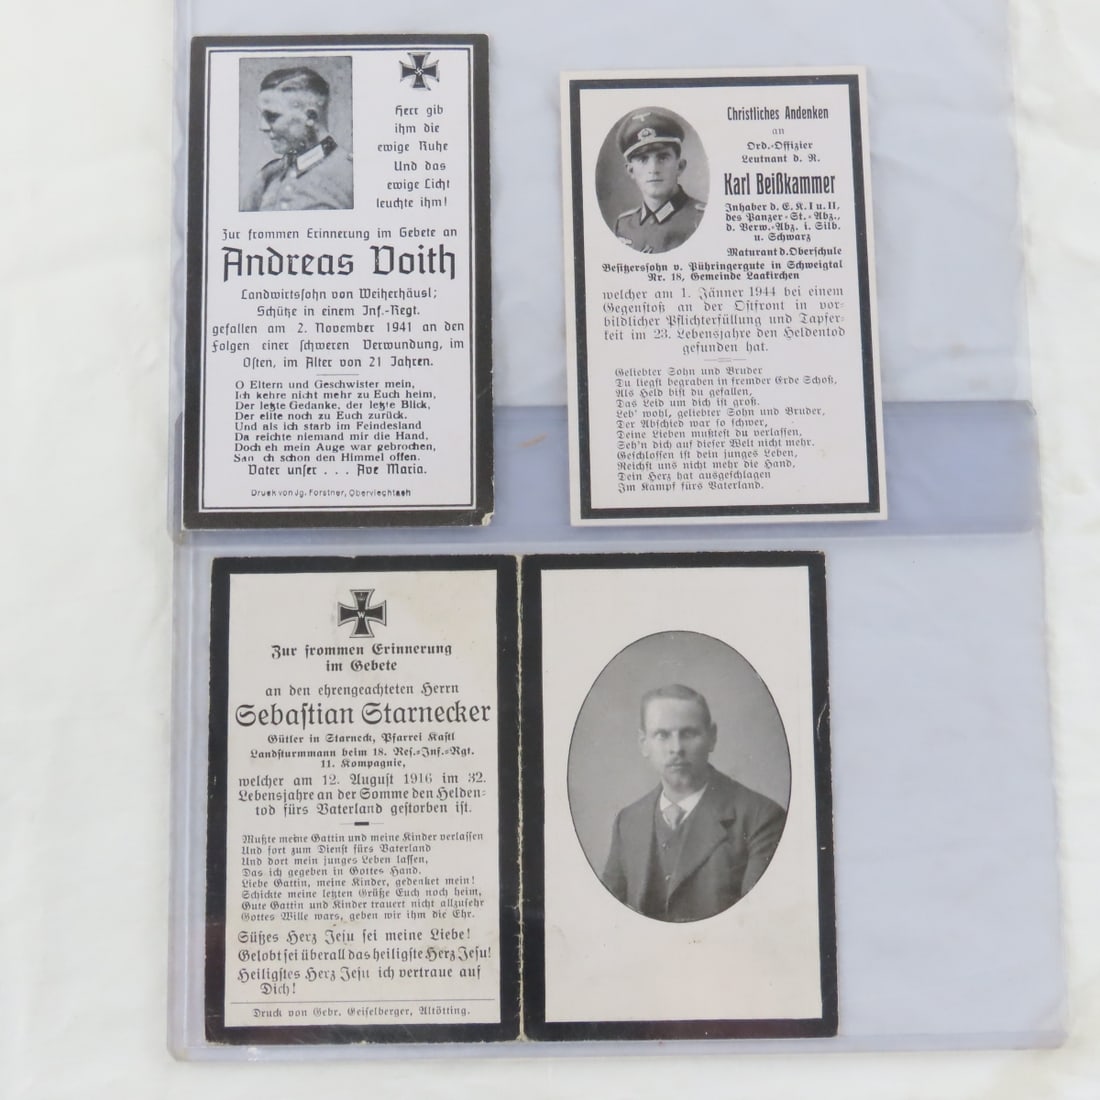 Herr gib
ihm die
ewige Ruhe
Und das
ewige Licht
leuchte ihm!
Zur frommen Erinnerung im Gebete an
Andreas Voith
Landwirtssohn von Weiherhäusl;
Schütze in einem Inf.-Regt.
gefallen am 2. November 1941 an den
Folgen einer schweren Verwundung, im
Osten, im Alter von 21 Jahren.
O Eltern und Geschwister mein,
Ich kehre nicht mehr zu Euch heim,
Der letzte Gedanke, der letzte Blick,
Der eilte noch zu Euch zurück.
Und als ich starb im Feindesland
Da reichte niemand mir die Hand,
Doch eh mein Auge war gebrochen,
Sah ich schon den Himmel offen.
Vater unser . . . Ave Maria.
Druck von Jg. Forstner, Oberviechtach
Christliches Andenken
an
Ord.-Offizier
Leutnant d. R.
Karl Beißkammer
Inhaber d. E. K. I u. II,
des Panzer-St.-Abz.,
d. Verw.-Abz. i. Silb.
u. Schwarz
Maturant d. Oberschule
Besitzerssohn v. Pühringergute in Schweigtal
Nr. 18, Gemeinde Laakirchen
welcher am 1. Jänner 1944 bei einem
Gegenstoß an der Ostfront in vor-
bildlicher Pflichterfüllung und Tapfer-
keit im 23. Lebensjahre den Heldentod
gefunden hat.
Geliebter Sohn und Bruder
Du liegst begraben in fremder Erde Schoß,
Als Held bist du gefallen,
Das Leid um dich ist groß.
Leb' wohl, geliebter Sohn und Bruder,
Der Abschied war so schwer,
Deine Lieben mußtest du verlassen,
Seh'n dich auf dieser Welt nicht mehr.
Geschlossen ist dein junges Leben,
Reichst uns nicht mehr die Hand,
Dein Herz hat ausgeschlagen
Im Kampf fürs Vaterland.
W
Zur frommen Erinnerung
im Gebete
an den ehrengeachteten Herrn
Sebastian Starnecker
Gütler in Starneck, Pfarrei Kastl
Landsturmmann beim 18. Res.-Inf.-Rgt.
11. Kompagnie,
welcher am 12. August 1916 im 32.
Lebensjahre an der Somme den Helden-
tod fürs Vaterland gestorben ist.
Mußte meine Gattin und meine Kinder verlassen
Und fort zum Dienst fürs Vaterland
Und dort mein junges Leben lassen,
Das ich gegeben in Gottes Hand.
Liebe Gattin, meine Kinder, gedenket mein!
Schickte meine letzten Grüße Euch noch heim,
Gute Gattin und Kinder trauert nicht allzusehr
Gottes Wille wars, geben wir ihm die Ehr.
Süßes Herz Jesu sei meine Liebe!
Gelobt sei überall das heiligste Herz Jesu!
Heiligstes Herz Jesu ich vertraue auf
Dich!
Druck von Gebr. Geiselberger, Altötting.